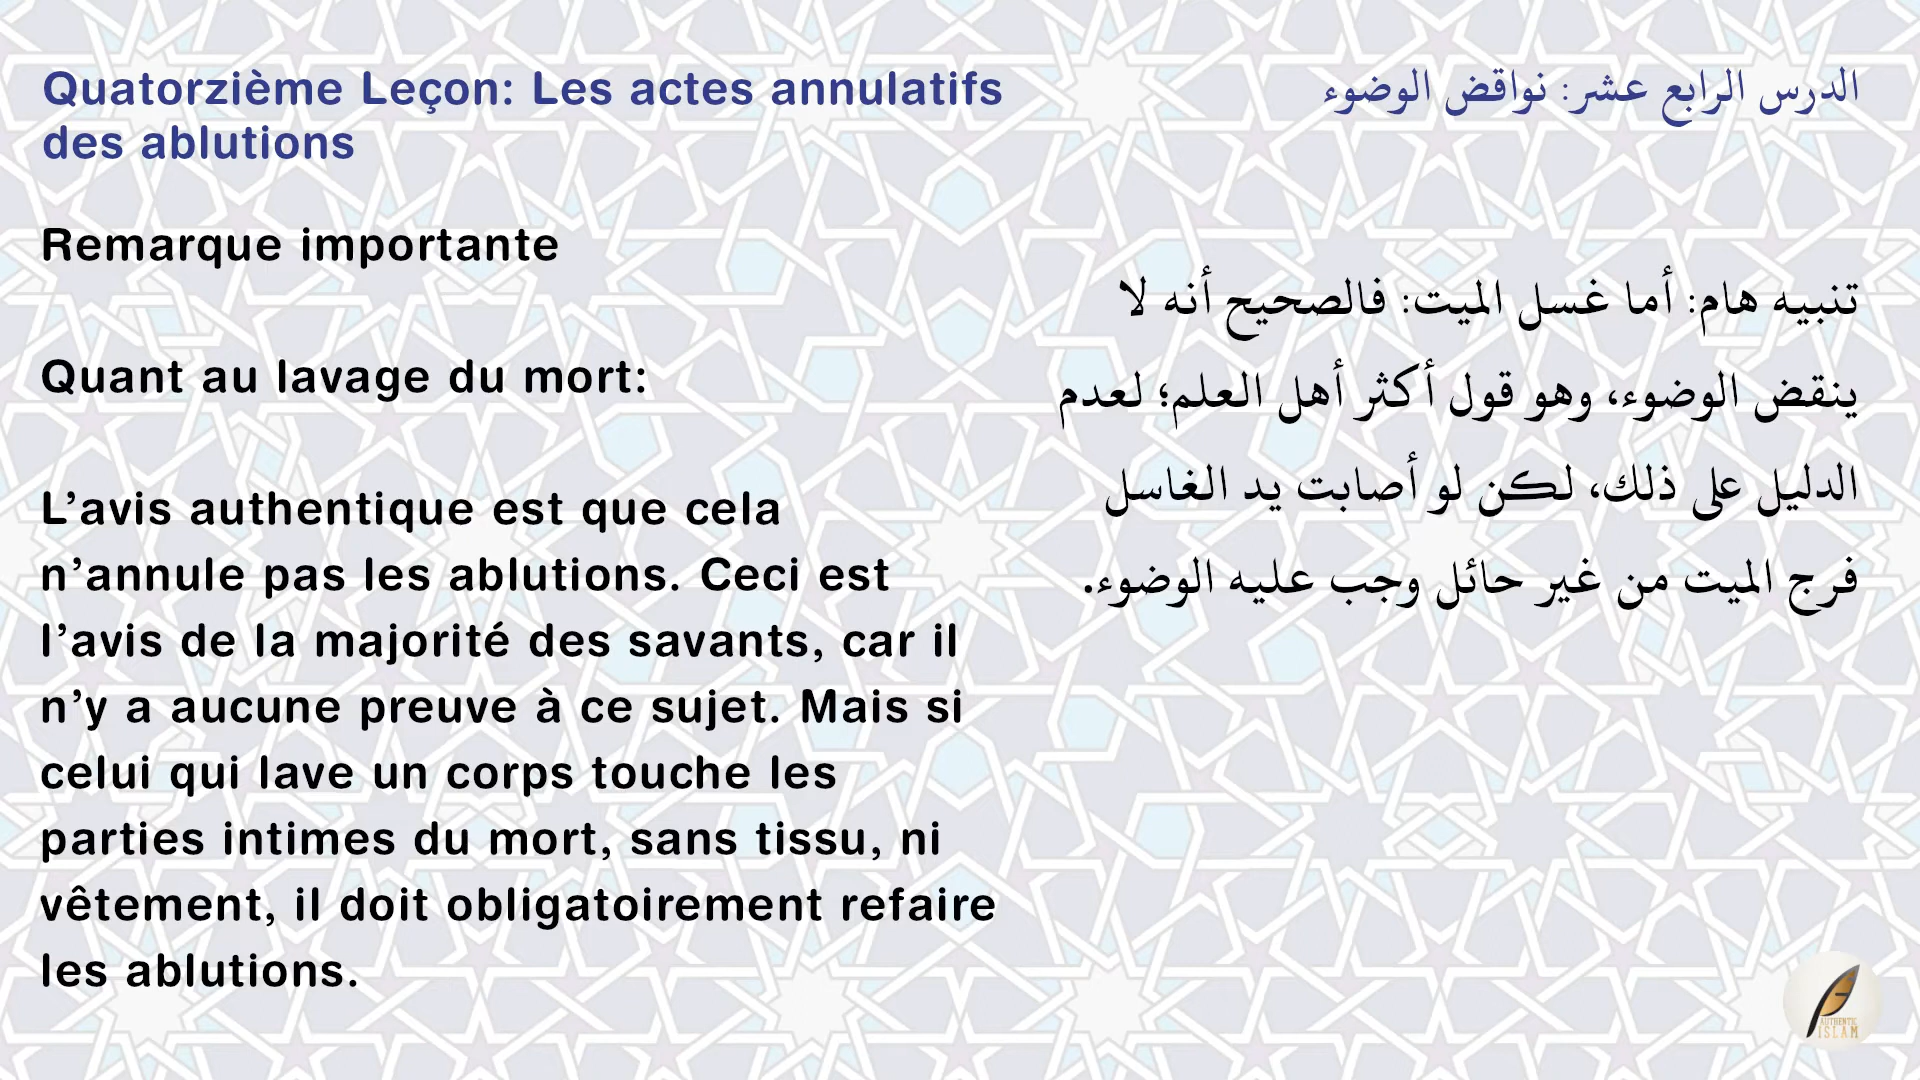 Quatorzième Leçon: Les actes annulatifs
des ablutions
Remarque importante
Quant au lavage du mort:
L’avis authentique est que cela
n’annule pas les ablutions. Ceci est
l’avis de la majorité des savants, car il
n’y a aucune preuve à ce sujet. Mais si
celui qui lave un corps touche les
parties intimes du mort, sans tissu, ni
vêtement, il doit obligatoirement refaire
les ablutions.
الدرس الرابع عشر: نواقض الوضوء
تنبيه هام: أما غسل الميت: فالصحيح أنه لا
ينقض الوضوء، وهو قول أكثر أهل العلم؛ لعدم
الدليل على ذلك، لكن لو أصابت يد الغاسل
فرج الميت من غير حائل وجب عليه الوضوء.
AUTHENTIC
ISLAM